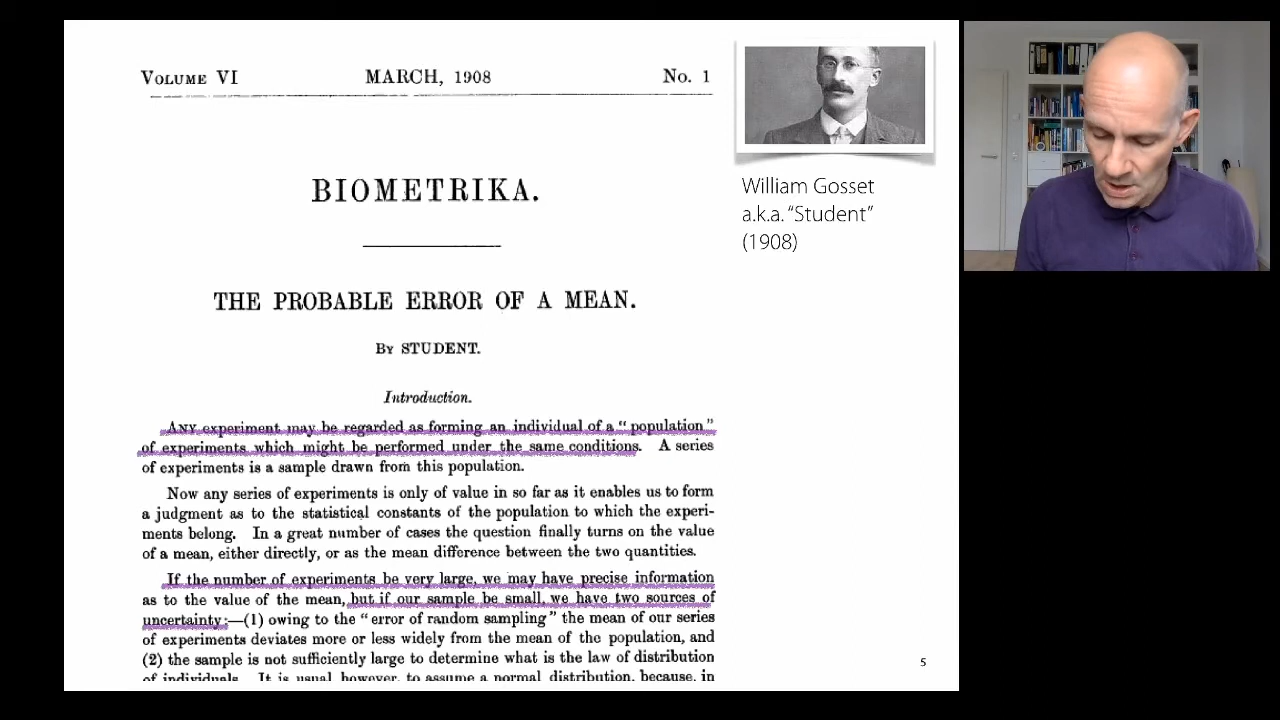 VOLUME VI MARCH, 1908 No. 1
BIOMETRIKA.
THE PROBABLE ERROR OF A MEAN.
BY STUDENT.
Introduction.
ANY experiment may be regarded as forming an individual of a “population”
of experiments which might be performed under the same conditions. A series
of experiments is a sample drawn from this population.
Now any series of experiments is only of value in so far as it enables us to form
a judgment as to the statistical constants of the population to which the experi-
ments belong. In a great number of cases the question finally turns on the value
of a mean, either directly, or as the mean difference between the two quantities.
If the number of experiments be very large, we may have precise information
as to the value of the mean, but if our sample be small, we have two sources of
uncertainty:—(1) owing to the “error of random sampling” the mean of our series
of experiments deviates more or less widely from the mean of the population, and
(2) the sample is not sufficiently large to determine what is the law of distribution
of individuals. It is usual, however, to assume a normal distribution, because, in
William Gosset
a.k.a. “Student”
(1908)
5